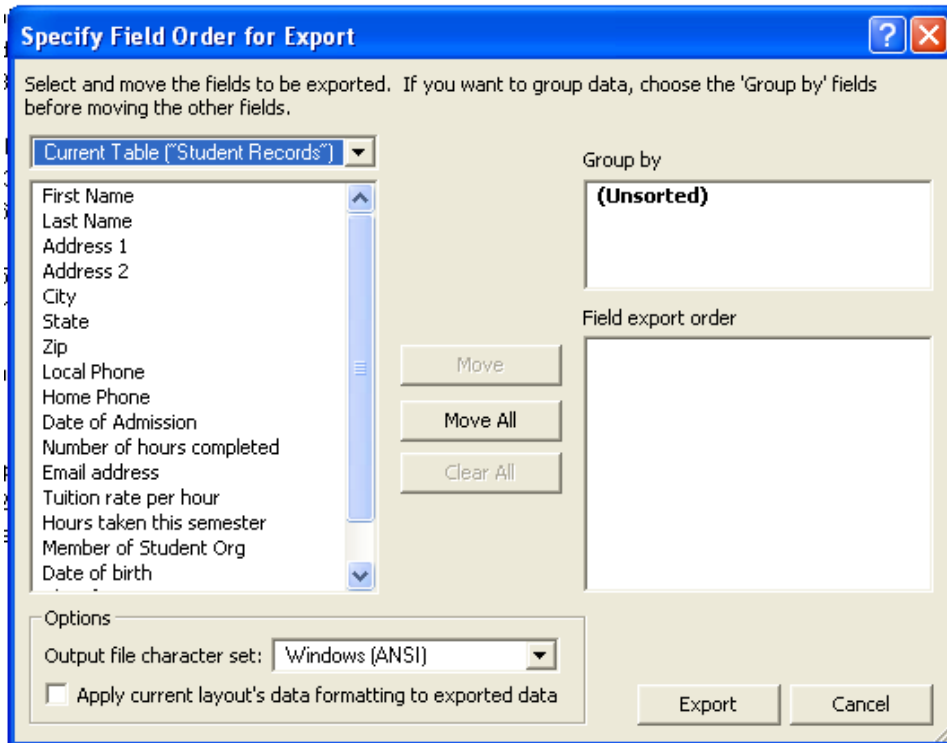 Specify Field Order for Export
Select and move the fields to be exported.  If you want to group data, choose the 'Group by' fields
before moving the other fields.
Current Table ("Student Records")
First Name
Last Name
Address 1
Address 2
City
State
Zip
Local Phone
Home Phone
Date of Admission
Number of hours completed
Email address
Tuition rate per hour
Hours taken this semester
Member of Student Org
Date of birth
Move
Move All
Clear All
Group by
(Unsorted)
Field export order
Options
Output file character set:
Windows (ANSI)
Apply current layout's data formatting to exported data
Export
Cancel